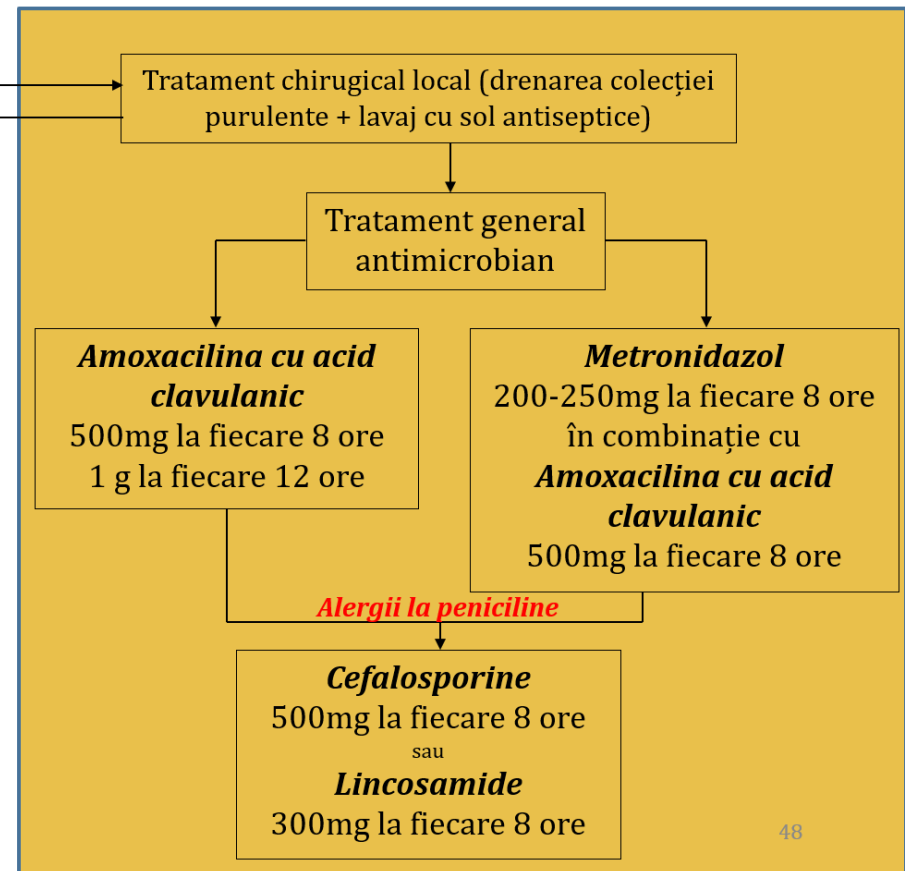 Tratament chirugical local (drenarea colecției
purulente + lavaj cu sol antiseptice)
Tratament general
antimicrobian
Amoxacilina cu acid
clavulanic
500mg la fiecare 8 ore
1 g la fiecare 12 ore
Metronidazol
200-250mg la fiecare 8 ore
în combinație cu
Amoxacilina cu acid
clavulanic
500mg la fiecare 8 ore
Alergii la peniciline
Cefalosporine
500mg la fiecare 8 ore
sau
Lincosamide
300mg la fiecare 8 ore
48